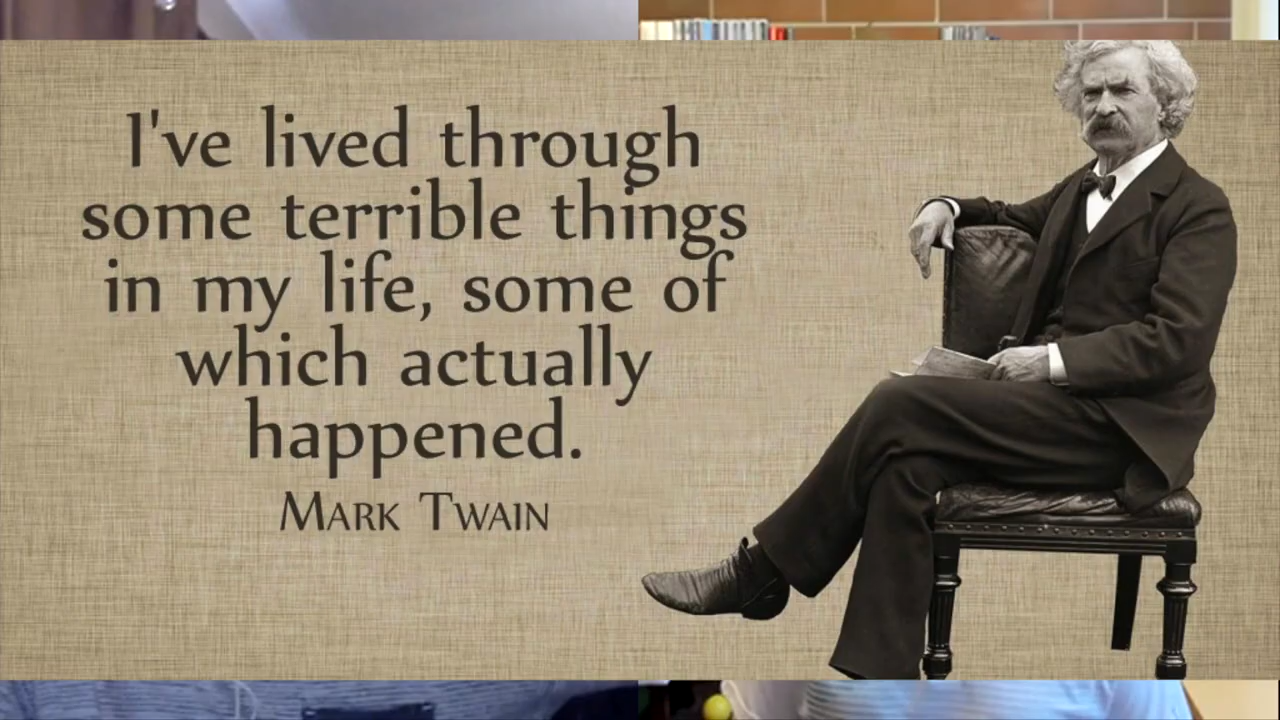 I've lived through
some terrible things
in my life, some of
which actually
happened.
Mark Twain